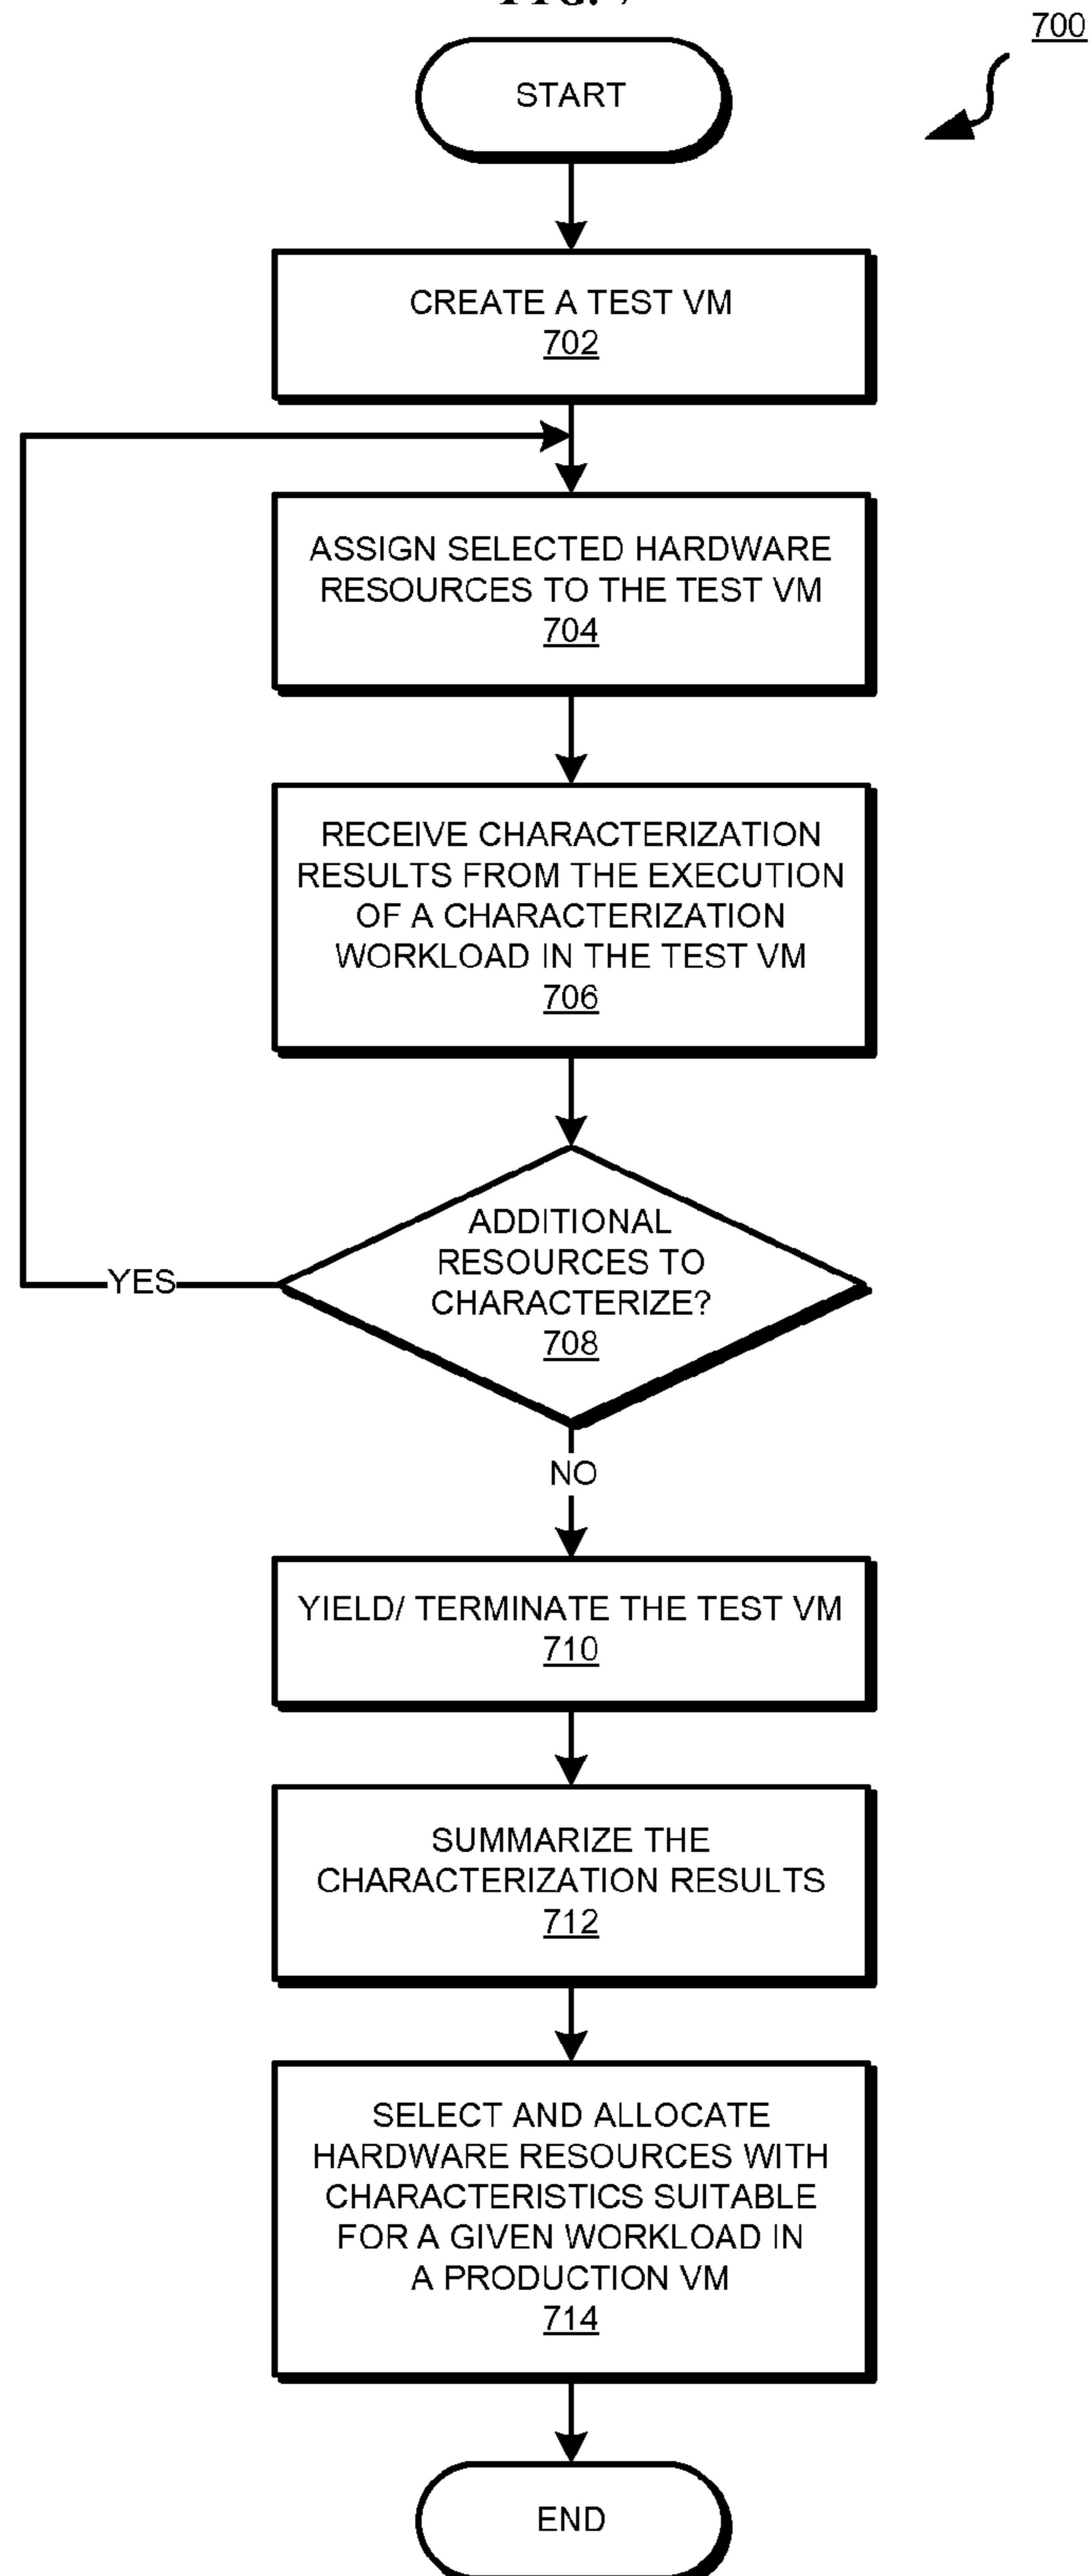 700
START
CREATE A TEST VM
702
ASSIGN SELECTED HARDWARE
RESOURCES TO THE TEST VM
704
RECEIVE CHARACTERIZATION
RESULTS FROM THE EXECUTION
OF A CHARACTERIZATION
WORKLOAD IN THE TEST VM
706
ADDITIONAL
RESOURCES TO
CHARACTERIZE?
708
YES
NO
YIELD/ TERMINATE THE TEST VM
710
SUMMARIZE THE
CHARACTERIZATION RESULTS
712
SELECT AND ALLOCATE
HARDWARE RESOURCES WITH
CHARACTERISTICS SUITABLE
FOR A GIVEN WORKLOAD IN
A PRODUCTION VM
714
END